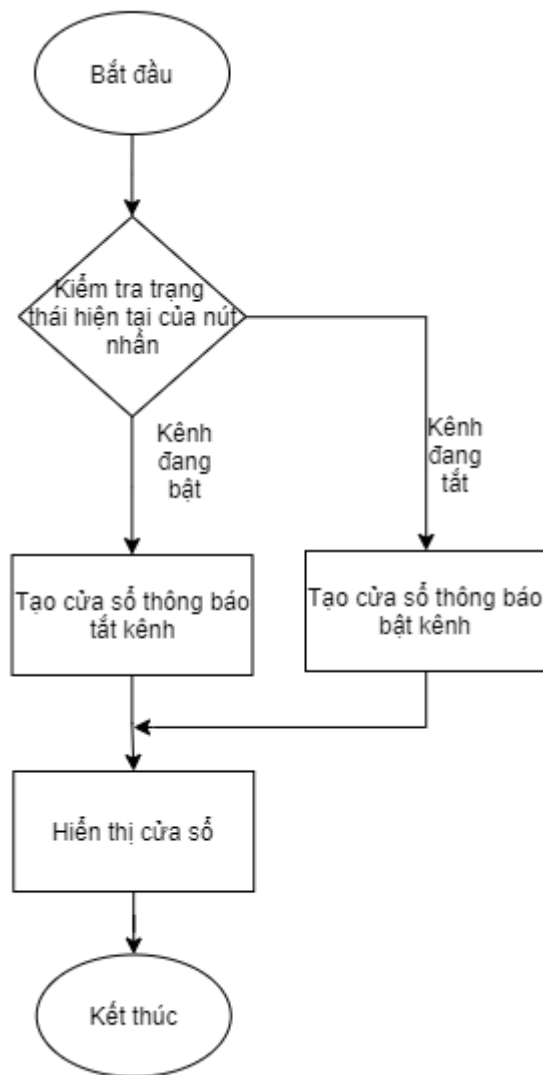 Bắt đầu
Kiểm tra trạng
thái hiện tại của nút
nhấn
Kênh
đang
bật
Kênh
đang
tắt
Tạo cửa sổ thông báo
tắt kênh
Tạo cửa sổ thông báo
bật kênh
Hiển thị cửa sổ
Kết thúc